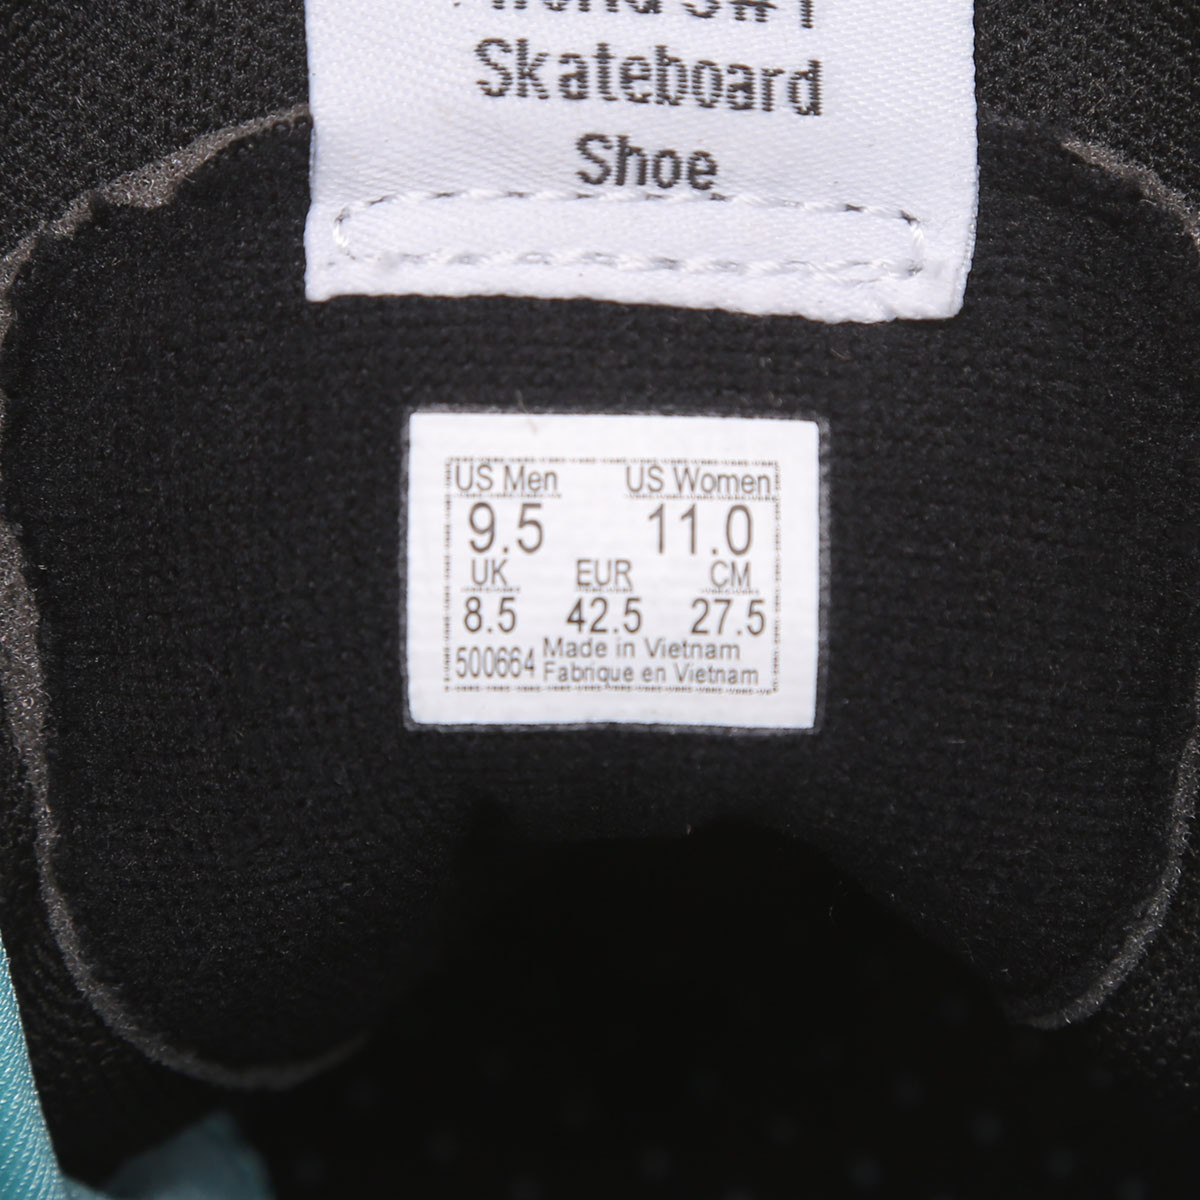 Skateboard
Shoe
US Men US Women
9.5 11.0
UK EUR CM
8.5 42.5 27.5
500664 Made in Vietnam
Fabrique en Vietnam